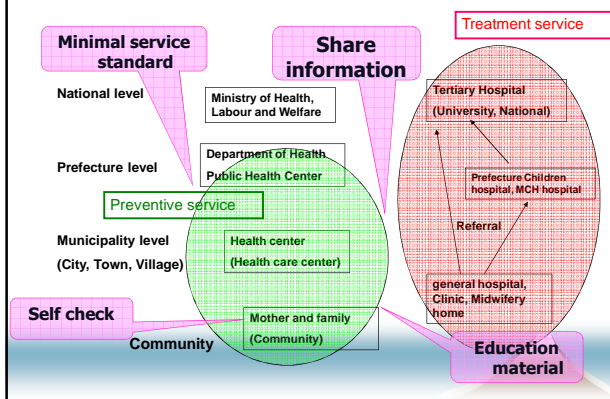 Treatment service
Minimal service
standard
Share
information
National level
Ministry of Health,
Labour and Welfare
Tertiary Hospital
(University, National)
Prefecture level
Department of Health
Public Health Center
Prefecture Children
hospital, MCH hospital
Preventive service
Referral
Municipality level
(City, Town, Village)
Health center
(Health care center)
general hospital,
Clinic, Midwifery
home
Self check
Mother and family
(Community)
Community
Education
material